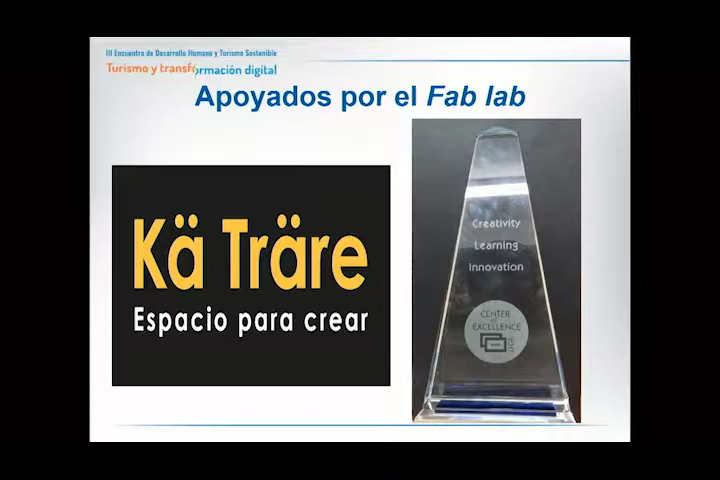 III Encuentro de Desarrollo Humano y Turismo Sostenible
Turismo y transformación digital
Apoyados por el Fab lab
Kä Träre
Espacio para crear
Creativity
Learning
Innovation
CENTER
of
EXCELLENCE